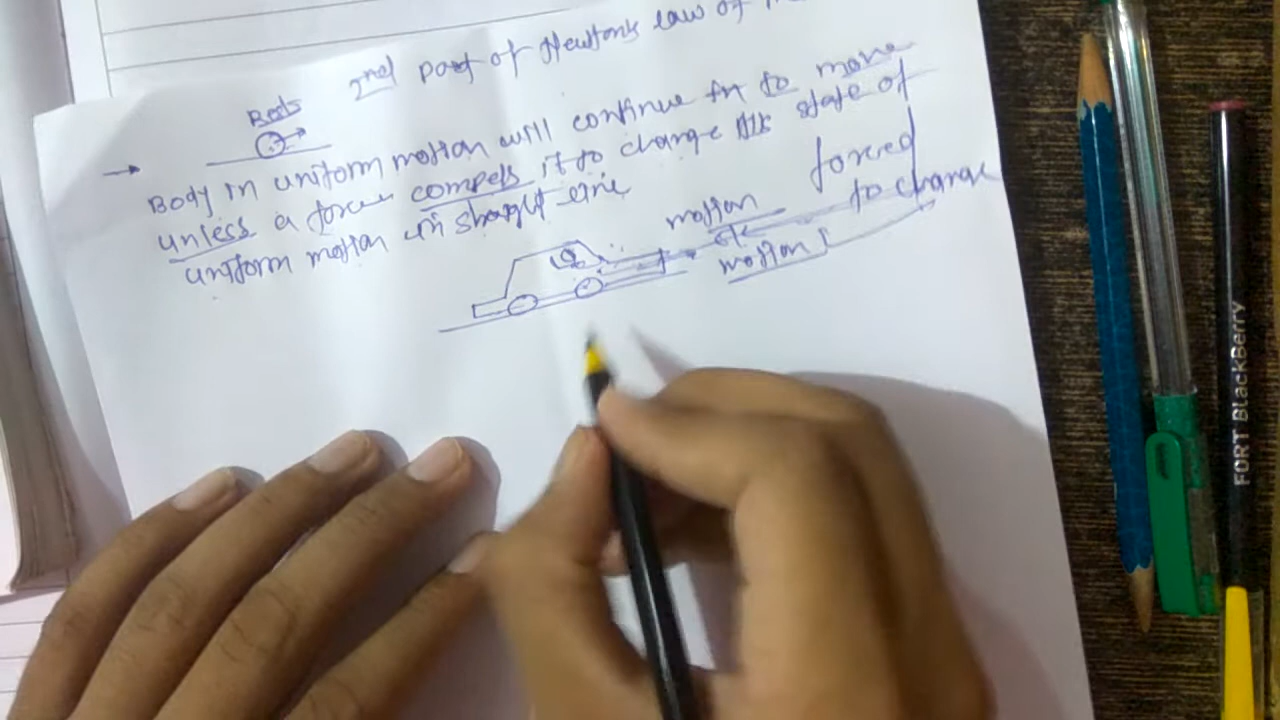 2nd part of Newton's law of
Body
→ Body in uniform motion will continue in to move
unless a force compels it to change its state of
uniform motion in straight line
motion
forced
to change
motion
FORT BlackBerry